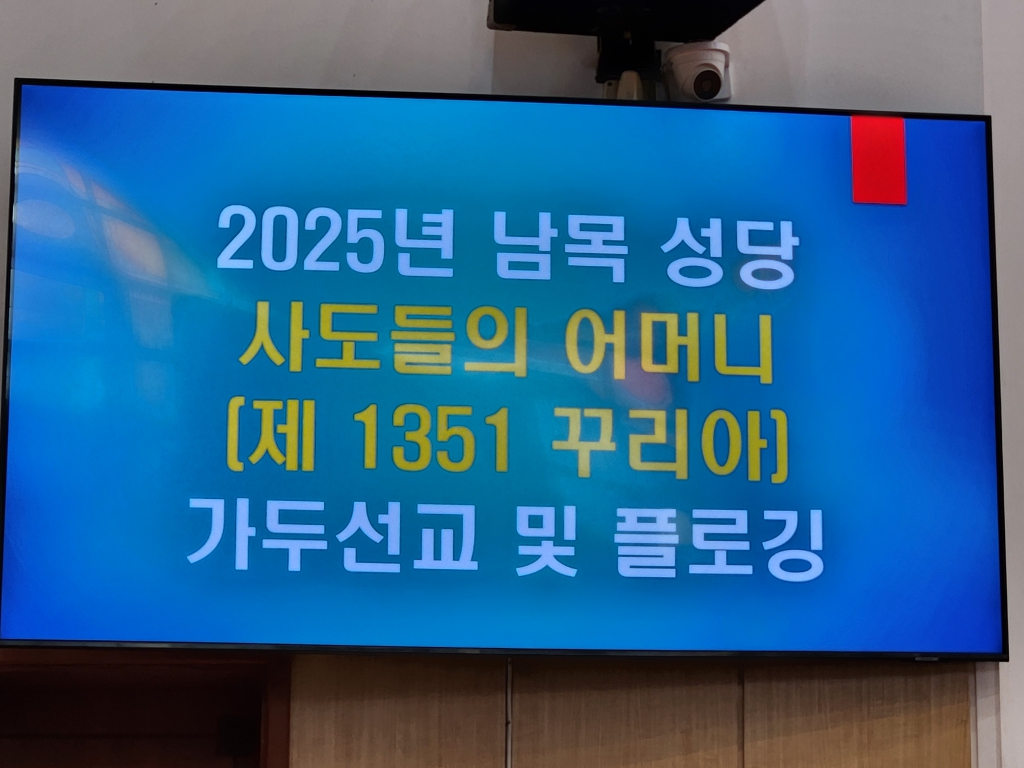 2025년 남목 성당
사도들의 어머니
(제 1351 꾸리아)
가두선교 및 플로깅